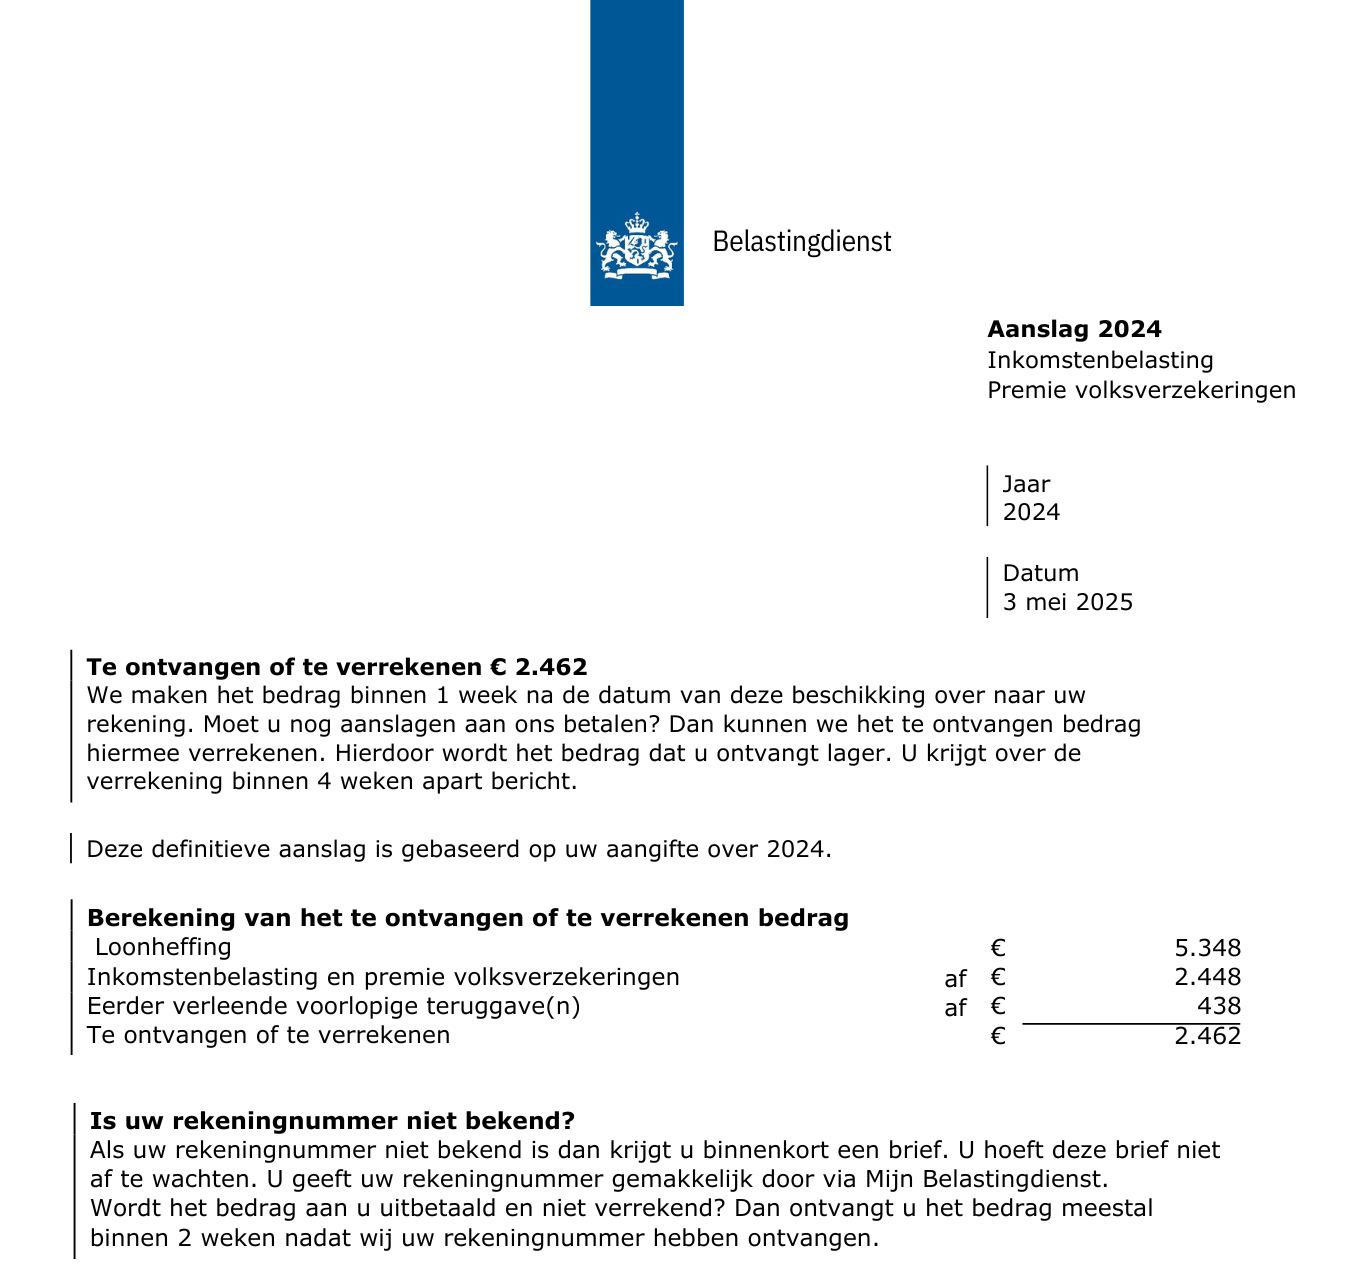 Belastingdienst
Aanslag 2024
Inkomstenbelasting
Premie volksverzekeringen
Jaar
2024
Datum
3 mei 2025
Te ontvangen of te verrekenen € 2.462
We maken het bedrag binnen 1 week na de datum van deze beschikking over naar uw
rekening. Moet u nog aanslagen aan ons betalen? Dan kunnen we het te ontvangen bedrag
hiermee verrekenen. Hierdoor wordt het bedrag dat u ontvangt lager. U krijgt over de
verrekening binnen 4 weken apart bericht.
Deze definitieve aanslag is gebaseerd op uw aangifte over 2024.
Berekening van het te ontvangen of te verrekenen bedrag
Loonheffing € 5.348
Inkomstenbelasting en premie volksverzekeringen af € 2.448
Eerder verleende voorlopige teruggave(n) af € 438
Te ontvangen of te verrekenen € 2.462
Is uw rekeningnummer niet bekend?
Als uw rekeningnummer niet bekend is dan krijgt u binnenkort een brief. U hoeft deze brief niet
af te wachten. U geeft uw rekeningnummer gemakkelijk door via Mijn Belastingdienst.
Wordt het bedrag aan u uitbetaald en niet verrekend? Dan ontvangt u het bedrag meestal
binnen 2 weken nadat wij uw rekeningnummer hebben ontvangen.